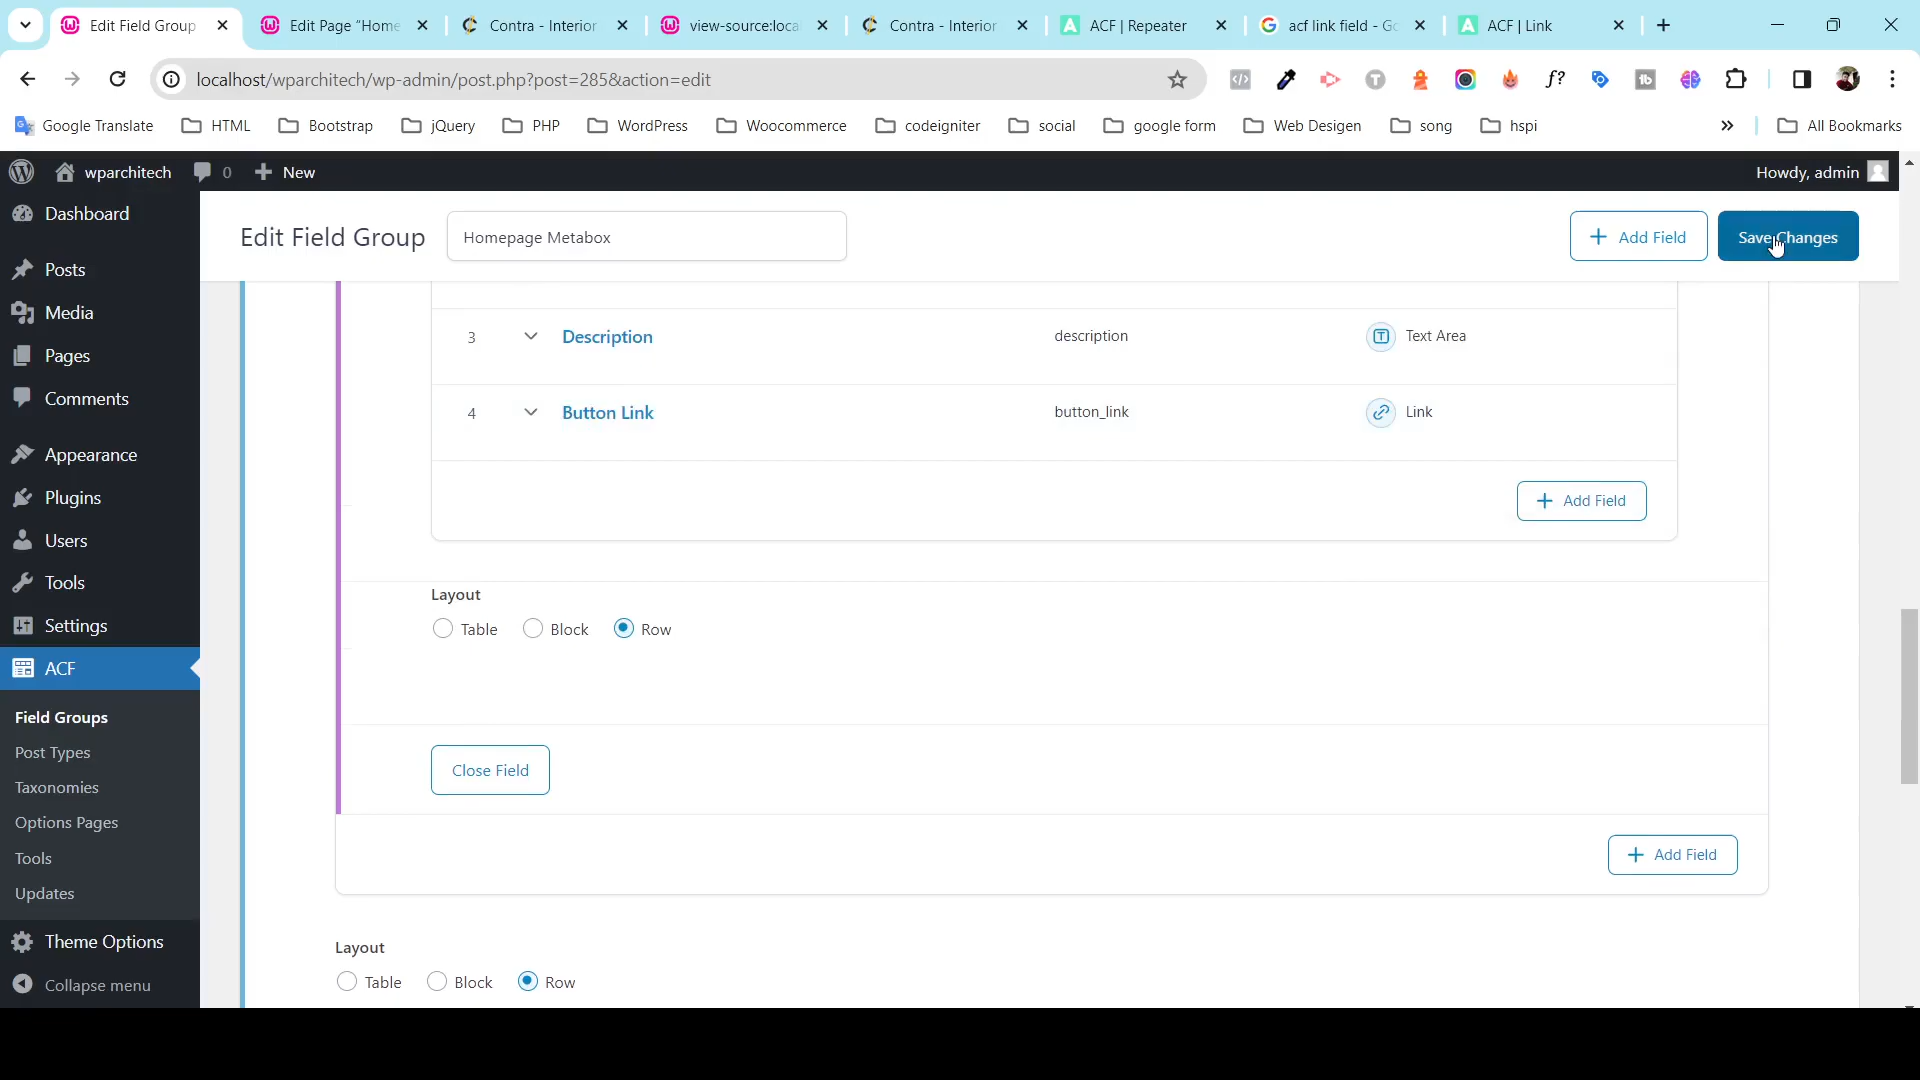 Edit Field Group
Edit Page "Home
Contra - Interior
view-source:loca
Contra - Interior
ACF | Repeater
acf link field - Go
ACF | Link
localhost/wparchitech/wp-admin/post.php?post=285&action=edit
Google Translate
HTML
Bootstrap
jQuery
PHP
WordPress
Woocommerce
codeigniter
social
google form
Web Desigen
song
hspi
All Bookmarks
wparchitech
0
New
Howdy, admin
Dashboard
Posts
Media
Pages
Comments
Appearance
Plugins
Users
Tools
Settings
ACF
Field Groups
Post Types
Taxonomies
Options Pages
Tools
Updates
Theme Options
Collapse menu
Edit Field Group
Homepage Metabox
+ Add Field
Save Changes
3 Description description Text Area
4 Button Link button_link Link
+ Add Field
Layout
Table Block Row
Close Field
+ Add Field
Layout
Table Block Row